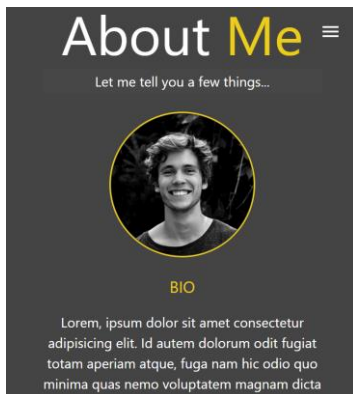 About Me
Let me tell you a few things...
BIO
Lorem, ipsum dolor sit amet consectetur
adipisicing elit. Id autem dolorum odit fugiat
totam aperiam atque, fuga nam hic odio quo
minima quas nemo voluptatem magnam dicta